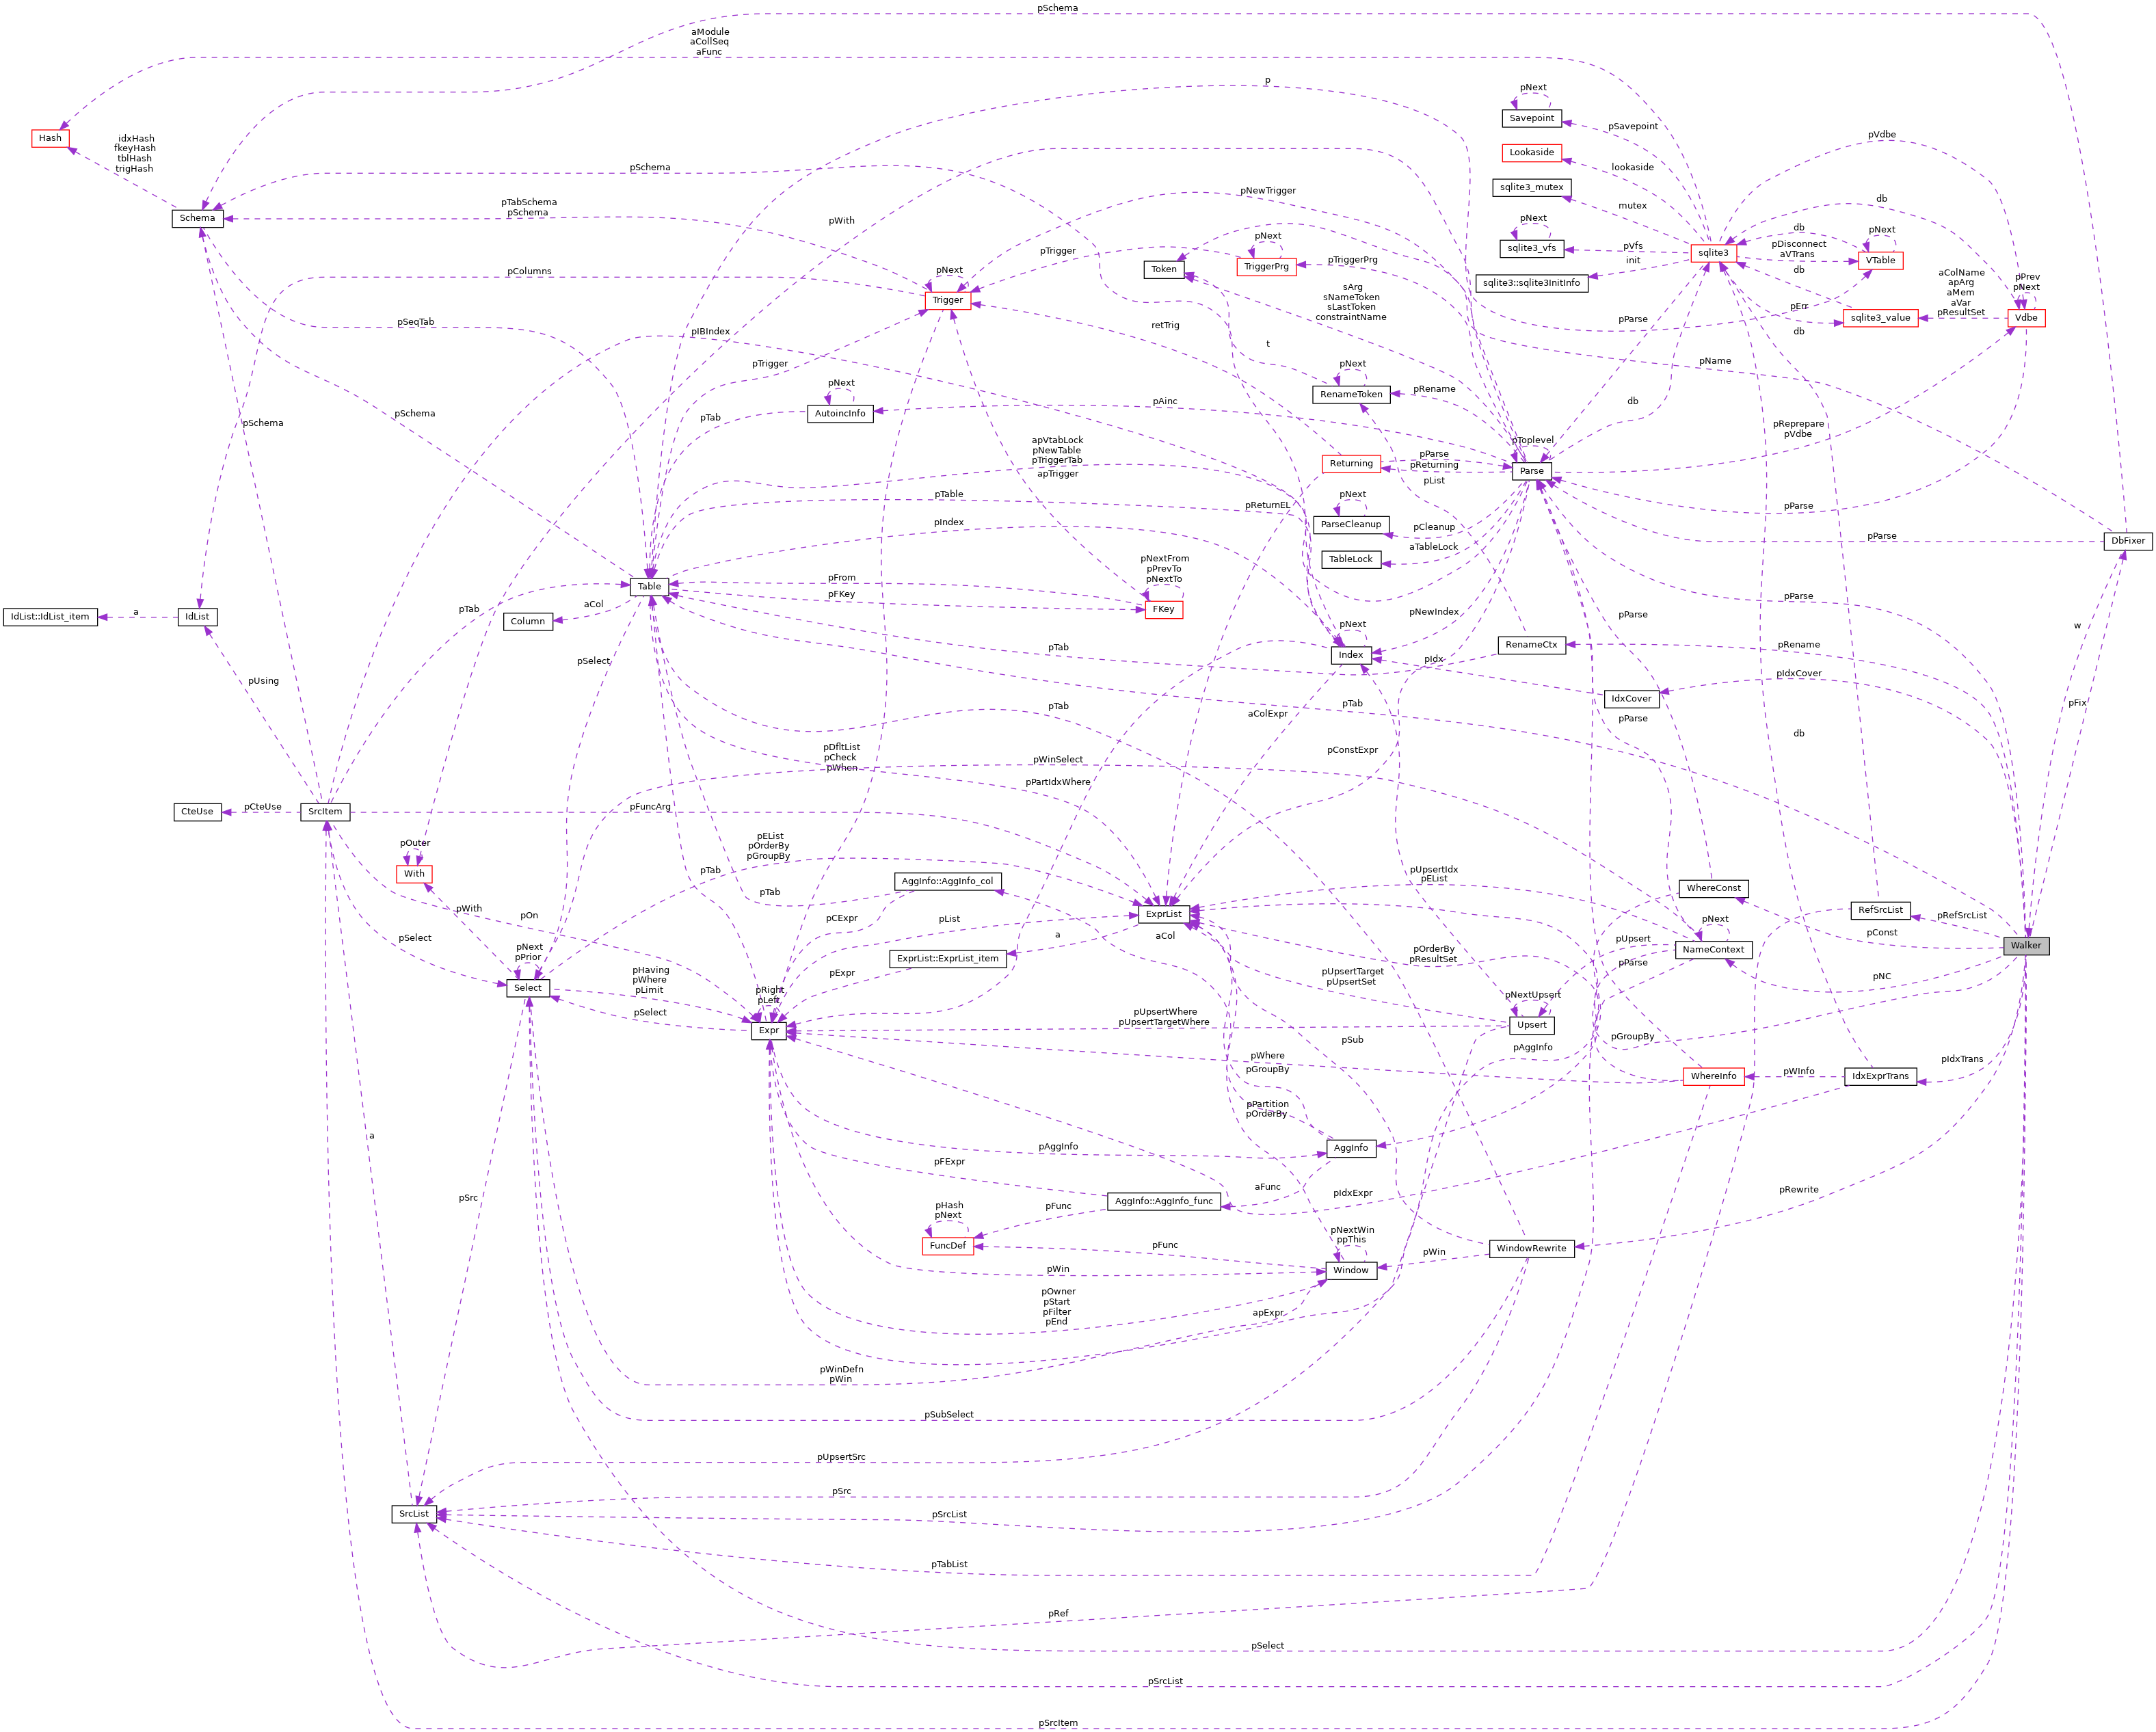 pSchema
aModule
aCollSeq
aFunc
p
pNext
Savepoint
pSavepoint
pVdbe
Hash
idxHash
fkeyHash
tblHash
trigHash
Lookaside
lookaside
pSchema
sqlite3_mutex
mutex
pNewTrigger
db
pTabSchema
pSchema
Schema
pWith
pNext
sqlite3_vfs
pVfs
sqlite3
db
pDisconnect
aVTrans
pNext
VTable
pNext
pTrigger
TriggerPrg
pTriggerPrg
Token
init
sqlite3::sqlite3InitInfo
db
pColumns
pNext
Trigger
sArg
sNameToken
sLastToken
constraintName
aColName
apArg
aMem
aVar
pResultSet
pPrev
pNext
pErr
sqlite3_value
Vdbe
pParse
pSeqTab
pIBIndex
retTrig
t
db
pTrigger
pNext
pName
pNext
AutoincInfo
RenameToken
pRename
pAinc
db
pSchema
pSchema
pTab
pReprepare
pVdbe
apVtabLock
pNewTable
pTriggerTab
apTrigger
pToplevel
Returning
pParse
pReturning
Parse
pList
pTable
pReturnEL
pNext
ParseCleanup
pCleanup
pParse
pIndex
aTableLock
TableLock
pParse
DbFixer
pNextFrom
pPrevTo
pNextTo
Table
pFrom
pFKey
FKey
aCol
Column
pTab
pParse
pNewIndex
pParse
w
IdList::IdList_item
a
IdList
pNext
Index
pTab
RenameCtx
pRename
pSelect
pIdx
pIdxCover
IdxCover
pUsing
pTab
pTab
pParse
pFix
aColExpr
db
pDfltList
pCheck
pWhen
pWinSelect
pConstExpr
pPartIdxWhere
CteUse
pCteUse
SrcItem
pFuncArg
pOuter
With
pEList
pOrderBy
pGroupBy
pTab
pTab
AggInfo::AggInfo_col
pUpsertIdx
pEList
WhereConst
pWith
pOn
pCExpr
pList
ExprList
RefSrcList
pRefSrcList
pConst
pSelect
pNext
pPrior
aCol
a
pNext
NameContext
pUpsert
Walker
pOrderBy
pResultSet
ExprList::ExprList_item
pParse
pNC
Select
pHaving
pWhere
pLimit
pExpr
pUpsertTarget
pUpsertSet
pRight
pLeft
pSelect
Expr
pNextUpsert
Upsert
pUpsertWhere
pUpsertTargetWhere
pSub
pAggInfo
pGroupBy
pWhere
pGroupBy
WhereInfo
pWInfo
IdxExprTrans
pIdxTrans
pPartition
pOrderBy
a
pAggInfo
AggInfo
pFExpr
aFunc
pIdxExpr
pRewrite
pSrc
AggInfo::AggInfo_func
pFunc
pHash
pNext
FuncDef
pFunc
pNextWin
ppThis
Window
pWin
WindowRewrite
pWin
pOwner
pStart
pFilter
pEnd
apExpr
pWinDefn
pWin
pSubSelect
pUpsertSrc
pSrc
SrcList
pSrcList
pTabList
pRef
pSelect
pSrcList
pSrcItem